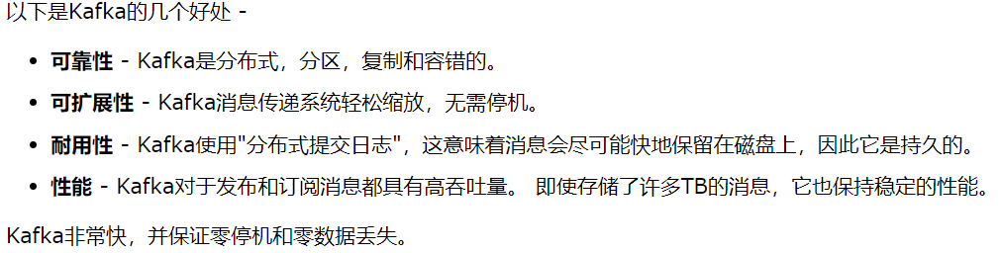 以下是Kafka的几个好处 -
• 可靠性 - Kafka是分布式，分区，复制和容错的。
• 可扩展性 - Kafka消息传递系统轻松缩放，无需停机。
• 耐用性 - Kafka使用"分布式提交日志"，这意味着消息会尽可能快地保留在磁盘上，因此它是持久的。
• 性能 - Kafka对于发布和订阅消息都具有高吞吐量。 即使存储了许多TB的消息，它也保持稳定的性能。
Kafka非常快，并保证零停机和零数据丢失。